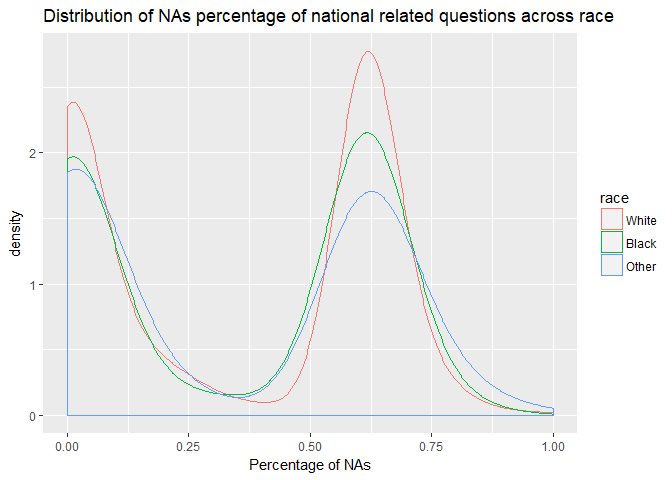 Distribution of NAs percentage of national related questions across race
density
2
1
0
0.00 0.25 0.50 0.75 1.00
Percentage of NAs
race
White
Black
Other